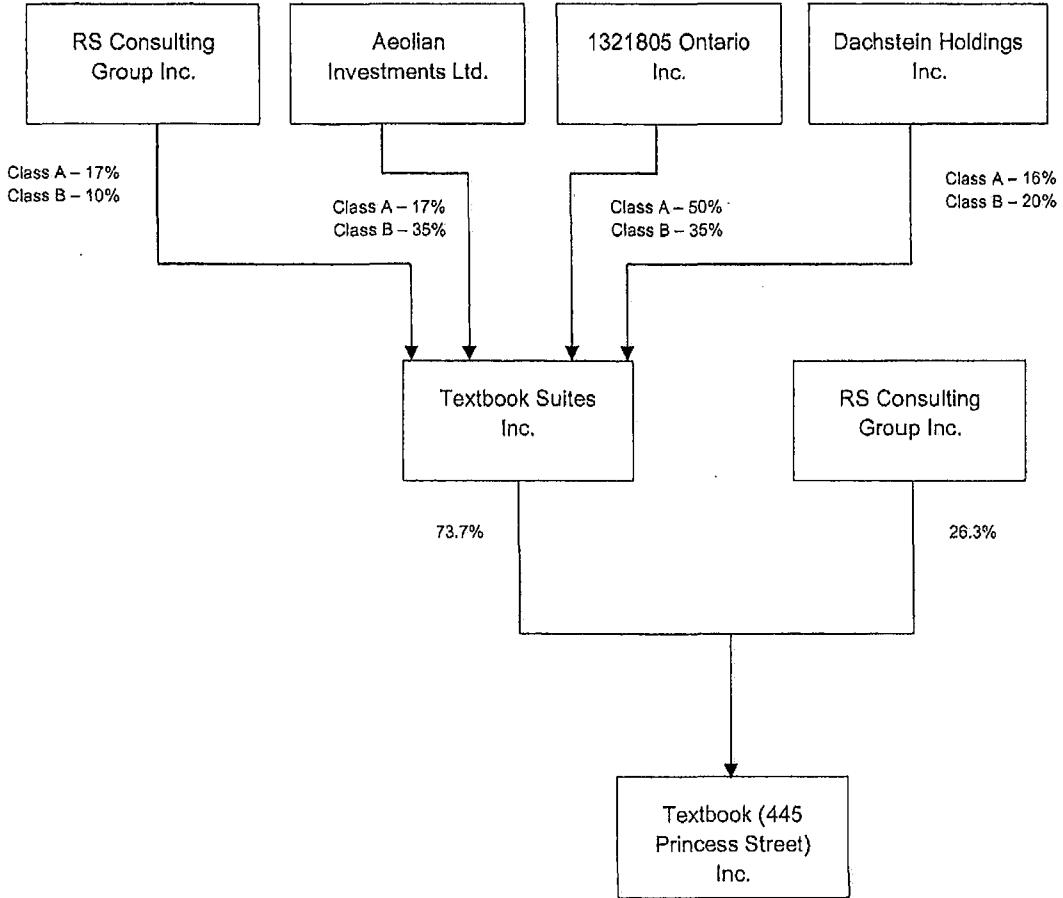 RS Consulting
Group Inc.
Aeolian
Investments Ltd.
1321805 Ontario
Inc.
Dachstein Holdings
Inc.
Class A – 17%
Class B – 10%
Class A – 17%
Class B – 35%
Class A – 50%
Class B – 35%
Class A – 16%
Class B – 20%
Textbook Suites
Inc.
RS Consulting
Group Inc.
73.7%
26.3%
Textbook (445
Princess Street)
Inc.